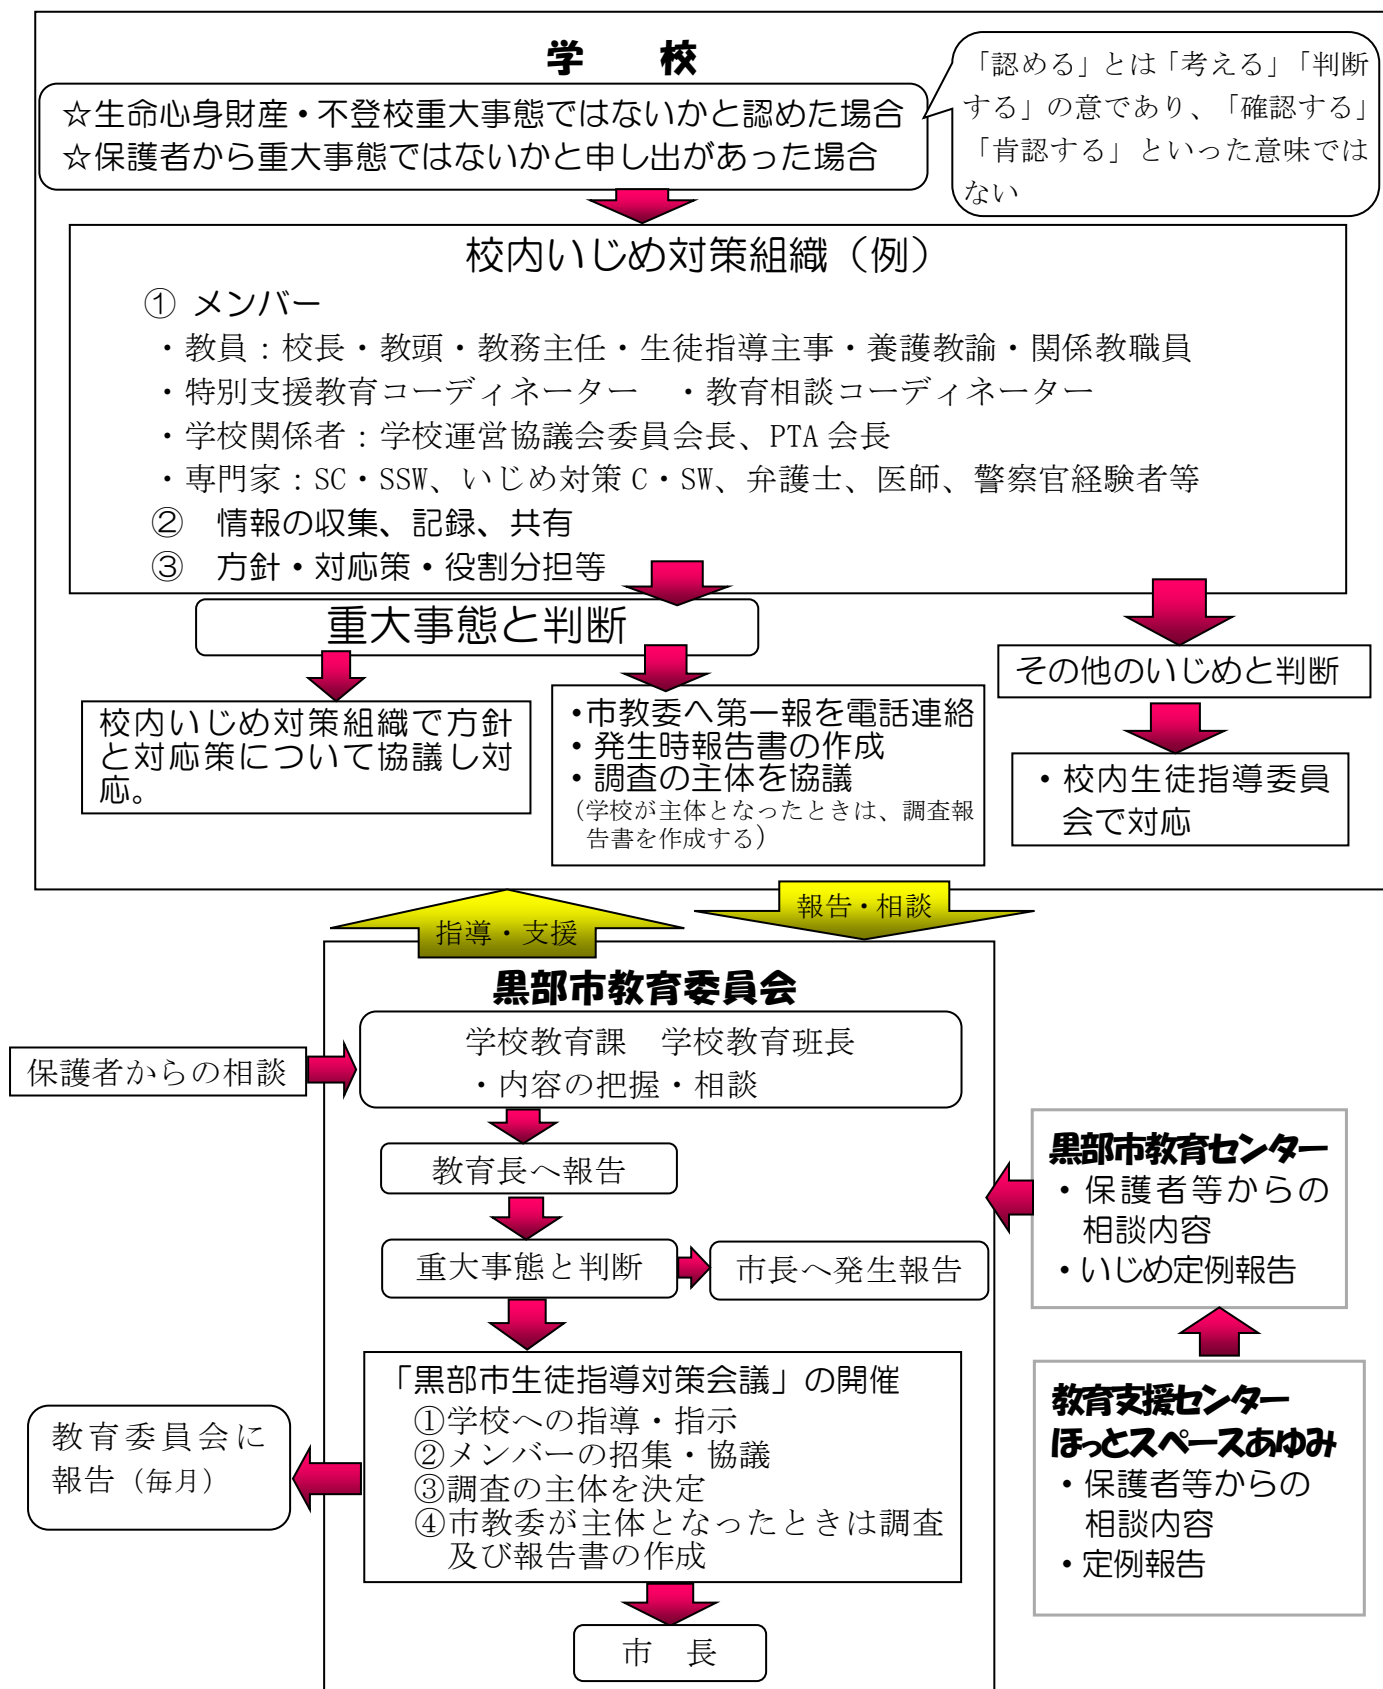 学　校
☆生命心身財産・不登校重大事態ではないかと認めた場合
☆保護者から重大事態ではないかと申し出があった場合
「認める」とは「考える」「判断
する」の意であり、「確認する」
「肯認する」といった意味では
ない
校内いじめ対策組織（例）
① メンバー
・教員：校長・教頭・教務主任・生徒指導主事・養護教諭・関係教職員
・特別支援教育コーディネーター　・教育相談コーディネーター
・学校関係者：学校運営協議会委員会長、PTA 会長
・専門家：SC・SSW、いじめ対策 C・SW、弁護士、医師、警察官経験者等
②　情報の収集、記録、共有
③　方針・対応策・役割分担等
重大事態と判断
校内いじめ対策組織で方針
と対応策について協議し対
応。
・市教委へ第一報を電話連絡
・発生時報告書の作成
・調査の主体を協議
（学校が主体となったときは、調査報
告書を作成する）
その他のいじめと判断
・校内生徒指導委員
会で対応
指導・支援
報告・相談
黒部市教育委員会
学校教育課　学校教育班長
・内容の把握・相談
保護者からの相談
教育長へ報告
重大事態と判断
市長へ発生報告
「黒部市生徒指導対策会議」の開催
①学校への指導・指示
②メンバーの招集・協議
③調査の主体を決定
④市教委が主体となったときは調査
及び報告書の作成
教育委員会に
報告（毎月）
市　長
黒部市教育センター
・保護者等からの
相談内容
・いじめ定例報告
教育支援センター
ほっとスペースあゆみ
・保護者等からの
相談内容
・定例報告